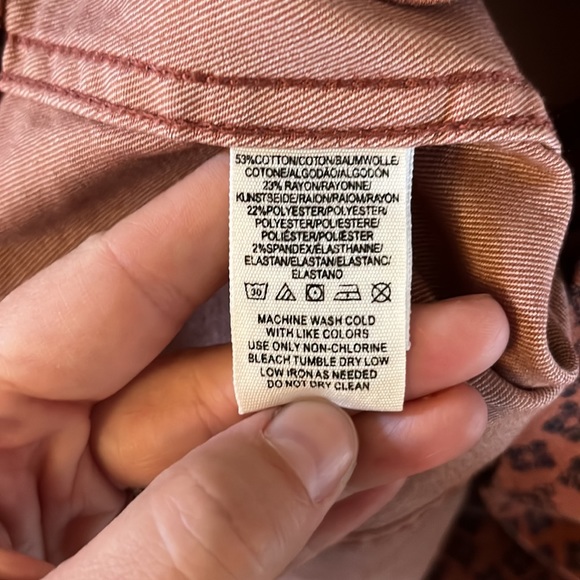 53%COTTON/COTON/BAUMWOLLE/
COTONE/ALGODÃO/ALGODÓN
23% RAYON/RAYONNE/
KUNSTSEIDE/RAION/RAIOM/RAYON
22%POLYESTER/POLYESTER/
POLYESTER/POLIESTERE/
POLIÉSTER/POLIÉSTER
2%SPANDEX/ÉLASTHANNE/
ELASTAN/ELASTAN/ELASTANO/
ELASTANO
30
MACHINE WASH COLD
WITH LIKE COLORS
USE ONLY NON-CHLORINE
BLEACH TUMBLE DRY LOW
LOW IRON AS NEEDED
DO NOT DRY CLEAN